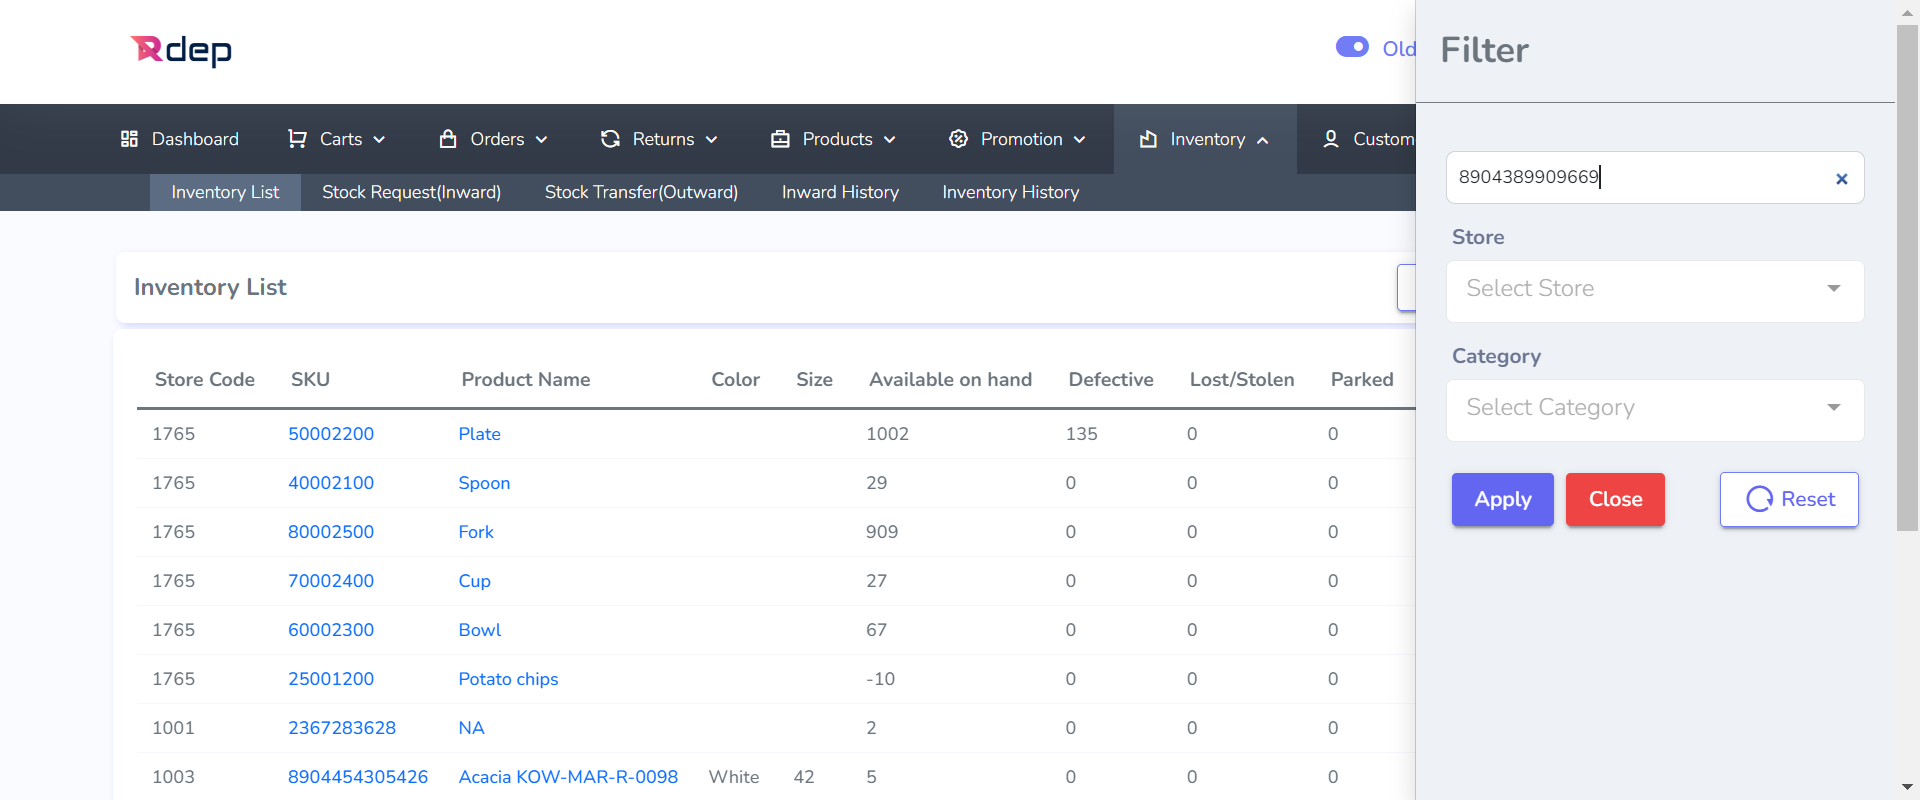 Rdep
Old
Dashboard Carts Orders Returns Products Promotion Inventory Custom
Inventory List Stock Request(Inward) Stock Transfer(Outward) Inward History Inventory History
Inventory List
Store Code SKU Product Name Color Size Available on hand Defective Lost/Stolen Parked
1765 50002200 Plate 1002 135 0 0
1765 40002100 Spoon 29 0 0 0
1765 80002500 Fork 909 0 0 0
1765 70002400 Cup 27 0 0 0
1765 60002300 Bowl 67 0 0 0
1765 25001200 Potato chips -10 0 0 0
1001 2367283628 NA 2 0 0 0
1003 8904454305426 Acacia KOW-MAR-R-0098 White 42 5 0 0 0
Filter
8904389909669
Store
Select Store
Category
Select Category
Apply Close Reset